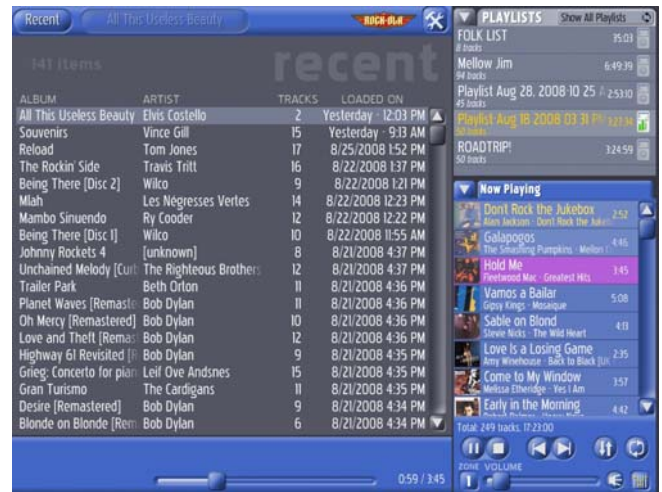 Recent
All This Useless Beauty
ROCK-OLA
141 items
recent
ALBUM ARTIST TRACKS LOADED ON
All This Useless Beauty Elvis Costello 2 Yesterday · 12:03 PM
Souvenirs Vince Gill 15 Yesterday · 9:13 AM
Reload Tom Jones 17 8/25/2008 1:52 PM
The Rockin' Side Travis Tritt 16 8/22/2008 1:37 PM
Being There [Disc 2] Wilco 9 8/22/2008 1:21 PM
Mlah Les Négresses Vertes 14 8/22/2008 12:23 PM
Mambo Sinuendo Ry Cooder 12 8/22/2008 12:22 PM
Being There [Disc 1] Wilco 10 8/22/2008 11:55 AM
Johnny Rockets 4 [unknown] 8 8/21/2008 4:37 PM
Unchained Melody [Curb The Righteous Brothers 12 8/21/2008 4:37 PM
Trailer Park Beth Orton 11 8/21/2008 4:36 PM
Planet Waves [Remaste Bob Dylan 11 8/21/2008 4:36 PM
Oh Mercy [Remastered] Bob Dylan 10 8/21/2008 4:36 PM
Love and Theft [Remas Bob Dylan 12 8/21/2008 4:36 PM
Highway 61 Revisited [R Bob Dylan 9 8/21/2008 4:35 PM
Grieg: Concerto for pian Leif Ove Andsnes 15 8/21/2008 4:35 PM
Gran Turismo The Cardigans 11 8/21/2008 4:35 PM
Desire [Remastered] Bob Dylan 9 8/21/2008 4:34 PM
Blonde on Blonde [Rem Bob Dylan 6 8/21/2008 4:34 PM
0:59 / 3:45
PLAYLISTS Show All Playlists
FOLK LIST 35:03
8 tracks
Mellow Jim 6:49:39
94 tracks
Playlist Aug 28, 2008 10 25 A 2:53:10
45 tracks
Playlist Aug 18 2008 03 31 PM 3:27:34
50 tracks
ROADTRIP! 3:24:59
50 tracks
Now Playing
Don't Rock the Jukebox 2:52
Alan Jackson · Don't Rock the Juke
Galapogos 4:46
The Smashing Pumpkins · Mellon
Hold Me 3:45
Fleetwood Mac · Greatest Hits
Vamos a Bailar 5:08
Gipsy Kings · Mosaique
Sable on Blond 4:13
Stevie Nicks · The Wild Heart
Love Is a Losing Game 2:35
Amy Winehouse · Back to Black [UK
Come to My Window 3:57
Melissa Etheridge · Yes I Am
Early in the Morning 4:42
Total: 249 tracks, 17:23:00
ZONE VOLUME
1